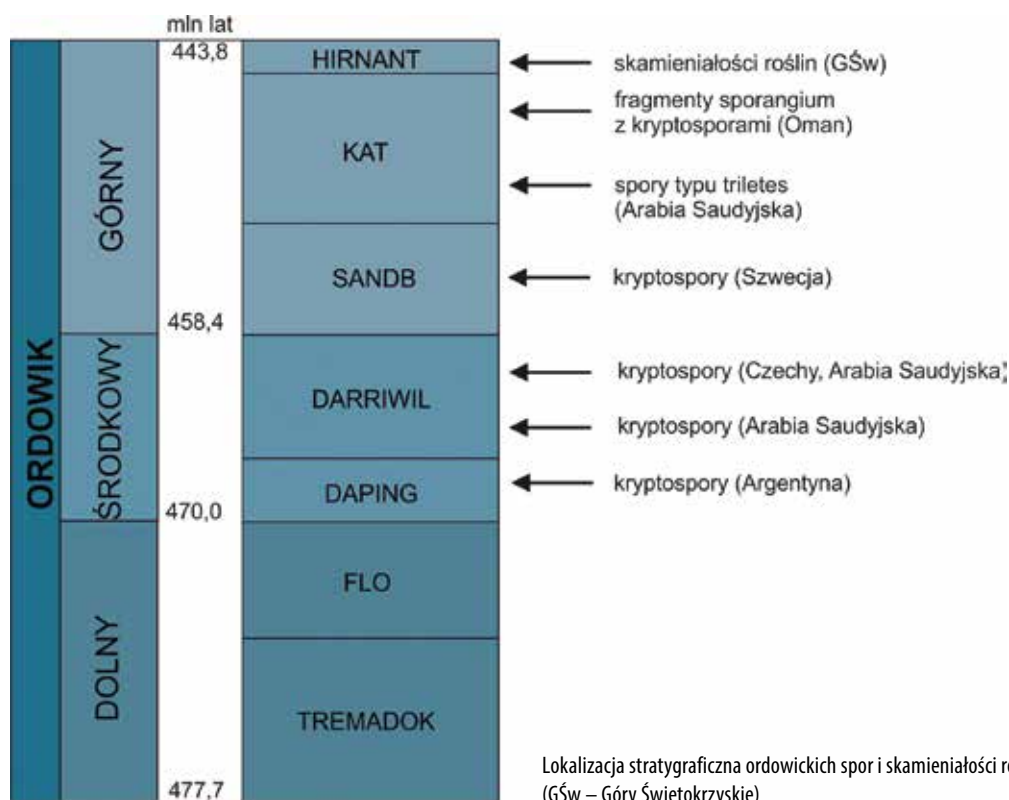 mln lat
443,8
HIRNANT
skamieniałości roślin (GŚw)
fragmenty sporangium
z kryptosporami (Oman)
KAT
GÓRNY
spory typu triletes
(Arabia Saudyjska)
SANDB
kryptospory (Szwecja)
458,4
ORDOWIK
ŚRODKOWY
DARRIWIL
kryptospory (Czechy, Arabia Saudyjska)
kryptospory (Arabia Saudyjska)
DAPING
kryptospory (Argentyna)
470,0
FLO
DOLNY
TREMADOK
477,7
Lokalizacja stratygraficzna ordowickich spor i skamieniałości
(GŚw – Góry Świętokrzyskie)